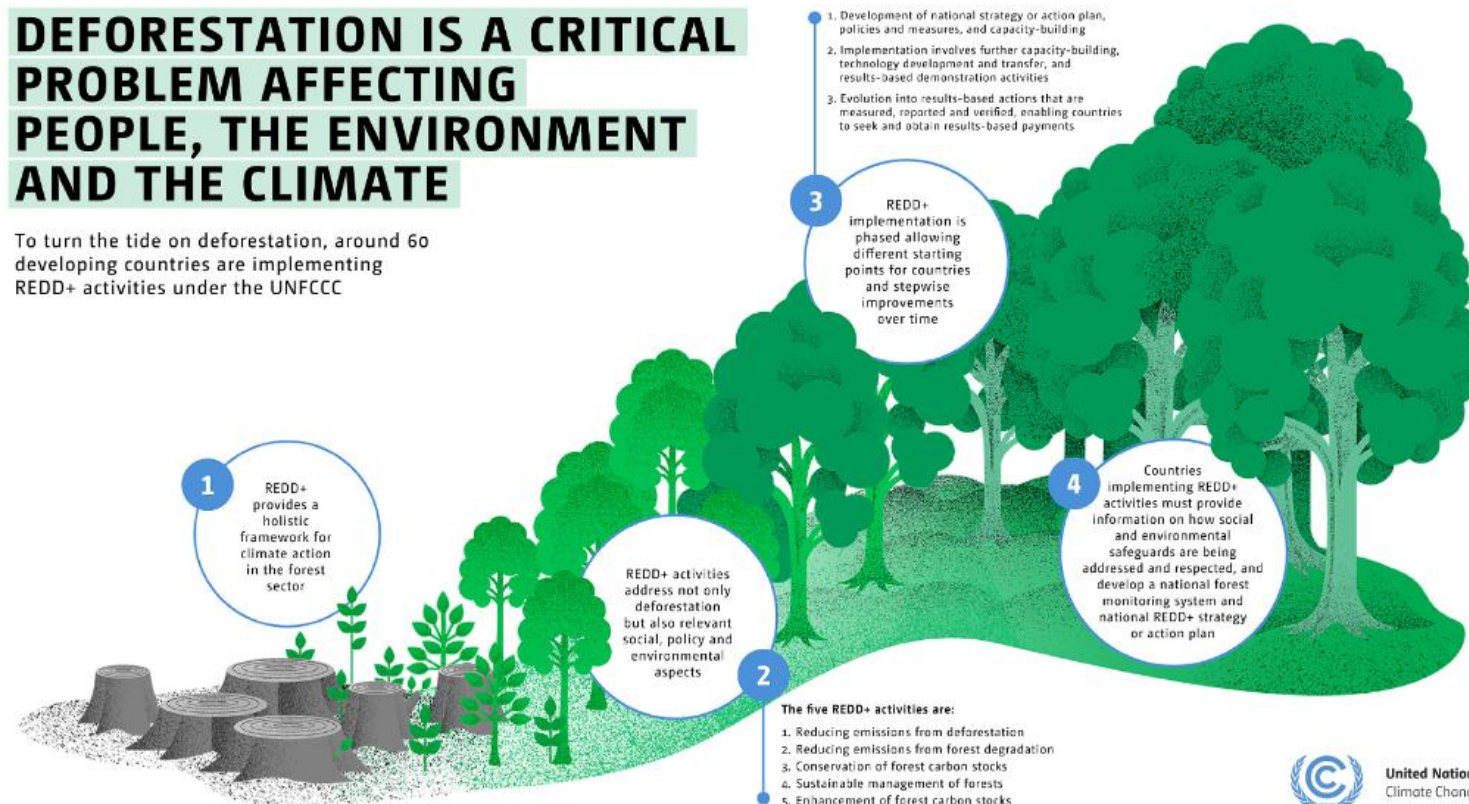 DEFORESTATION IS A CRITICAL
PROBLEM AFFECTING
PEOPLE, THE ENVIRONMENT
AND THE CLIMATE
To turn the tide on deforestation, around 60
developing countries are implementing
REDD+ activities under the UNFCCC
1
REDD+
provides a
holistic
framework for
climate action
in the forest
sector
REDD+ activities
address not only
deforestation
but also relevant
social, policy and
environmental
aspects
2
The five REDD+ activities are:
1. Reducing emissions from deforestation
2. Reducing emissions from forest degradation
3. Conservation of forest carbon stocks
4. Sustainable management of forests
5. Enhancement of forest carbon stocks
1. Development of national strategy or action plan,
policies and measures, and capacity-building
2. Implementation involves further capacity-building,
technology development and transfer, and
results-based demonstration activities
3. Evolution into results-based actions that are
measured, reported and verified, enabling countries
to seek and obtain results-based payments
3
REDD+
implementation is
phased allowing
different starting
points for countries
and stepwise
improvements
over time
4
Countries
implementing REDD+
activities must provide
information on how social
and environmental
safeguards are being
addressed and respected, and
develop a national forest
monitoring system and
national REDD+ strategy
or action plan
United Nation
Climate Chan